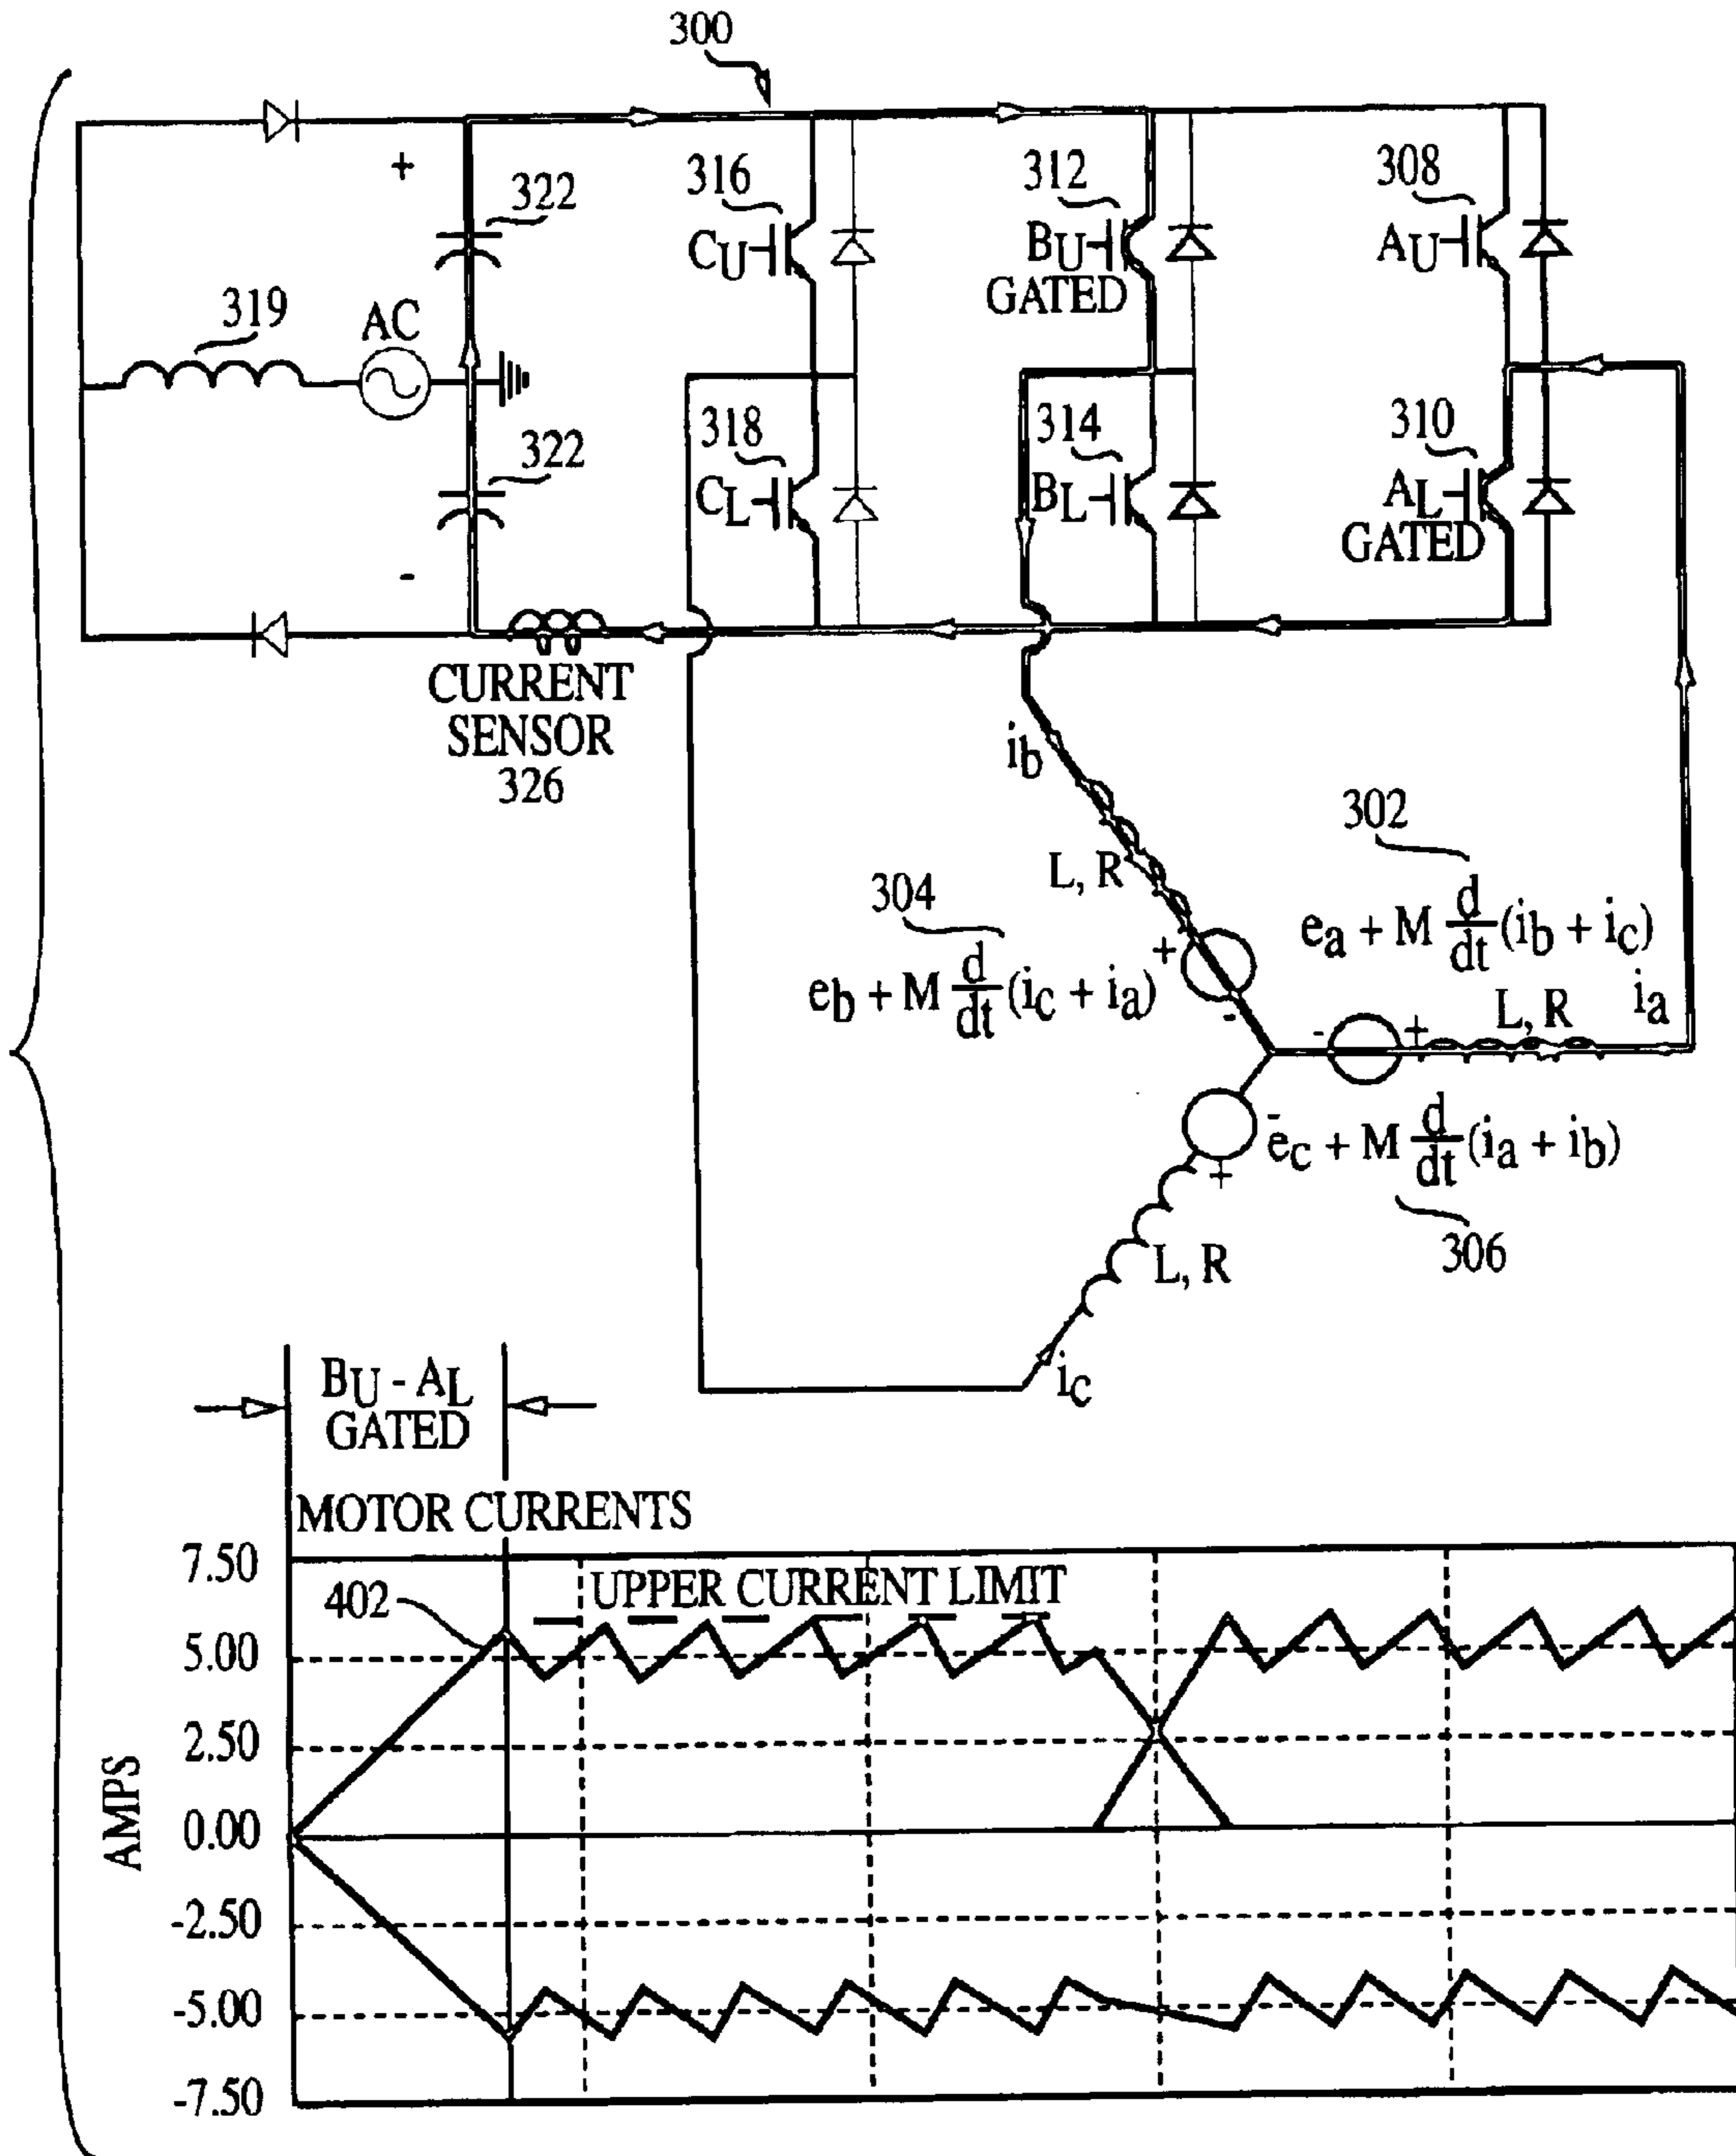 300
+
322
316
CU
312
BU
GATED
308
AU
319
AC
322
318
CL
314
BL
310
AL
GATED
-
CURRENT
SENSOR
326
ib
L, R
302
ea + M d/dt (ib + ic)
304
eb + M d/dt (ic + ia)
+
-
ia
L, R
-
+
-
ec + M d/dt (ia + ib)
+
306
L, R
ic
BU - AL
GATED
MOTOR CURRENTS
7.50
UPPER CURRENT LIMIT
402
5.00
2.50
AMPS
0.00
-2.50
-5.00
-7.50